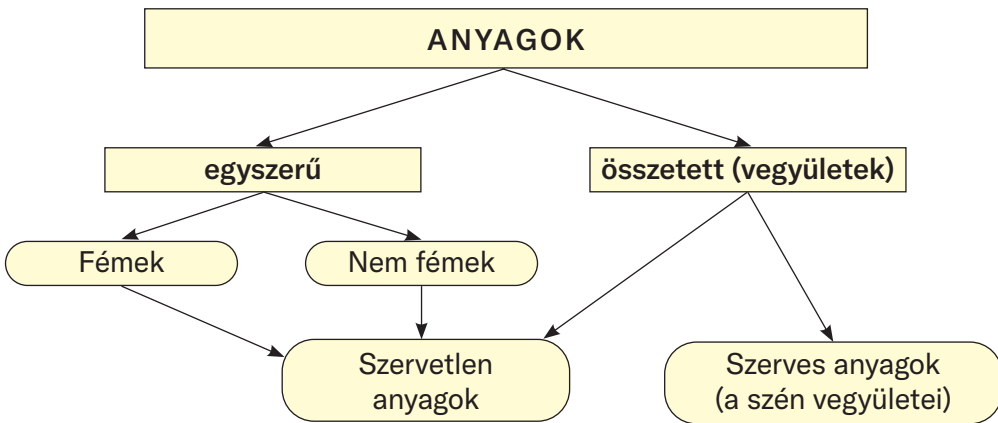 ANYAGOK
egyszerű
összetett (vegyületek)
Fémek
Nem fémek
Szervetlen
anyagok
Szerves anyagok
(a szén vegyületei)